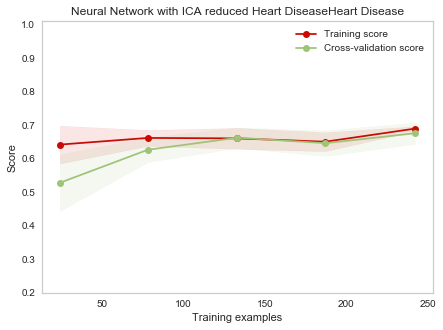 Neural Network with ICA reduced Heart DiseaseHeart Disease
1.0
0.9
0.8
0.7
0.6
0.5
0.4
0.3
0.2
Score
Training score
Cross-validation score
50
100
150
200
250
Training examples